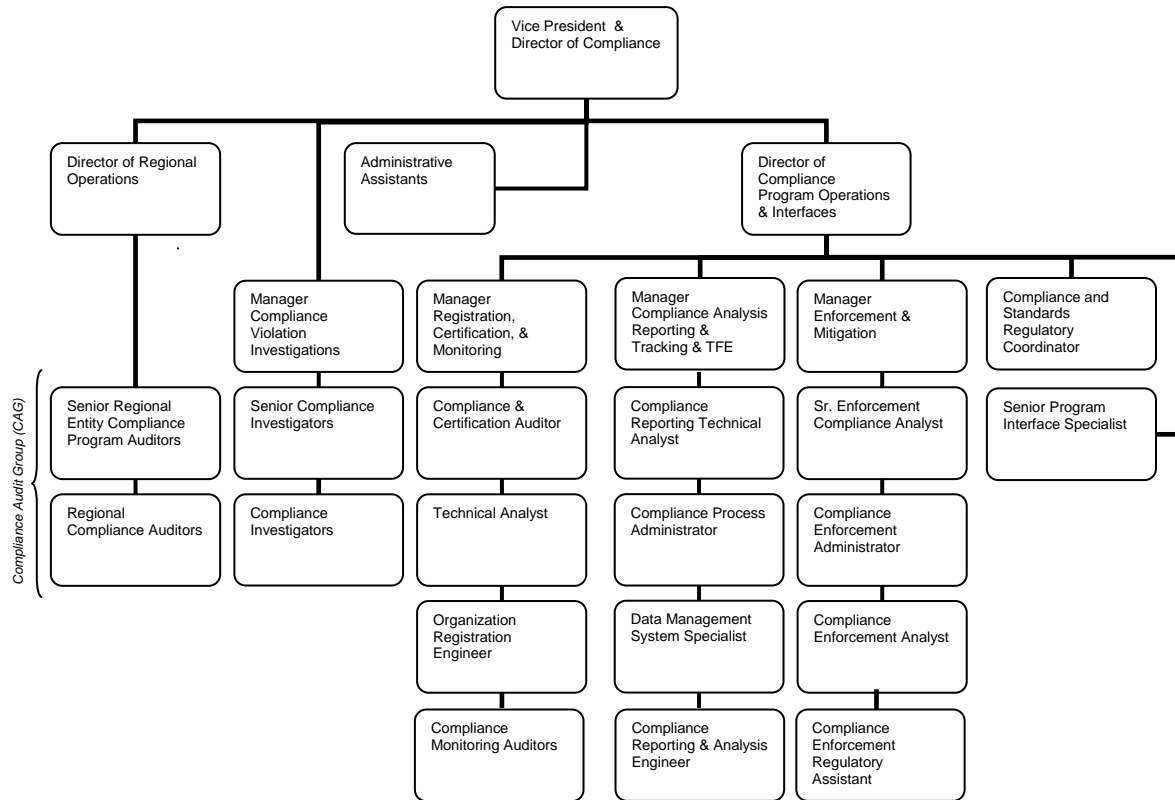 Vice President &
Director of Compliance
Director of Regional
Operations
Administrative
Assistants
Director of
Compliance
Program Operations
& Interfaces
Manager
Compliance
Violation
Investigations
Manager
Registration,
Certification, &
Monitoring
Manager
Compliance Analysis
Reporting &
Tracking & TFE
Manager
Enforcement &
Mitigation
Compliance and
Standards
Regulatory
Coordinator
Compliance Audit Group (CAG)
Senior Regional
Entity Compliance
Program Auditors
Senior Compliance
Investigators
Compliance &
Certification Auditor
Compliance
Reporting Technical
Analyst
Sr. Enforcement
Compliance Analyst
Senior Program
Interface Specialist
Regional
Compliance Auditors
Compliance
Investigators
Technical Analyst
Compliance Process
Administrator
Compliance
Enforcement
Administrator
Organization
Registration
Engineer
Data Management
System Specialist
Compliance
Enforcement Analyst
Compliance
Monitoring Auditors
Compliance
Reporting & Analysis
Engineer
Compliance
Enforcement
Regulatory
Assistant